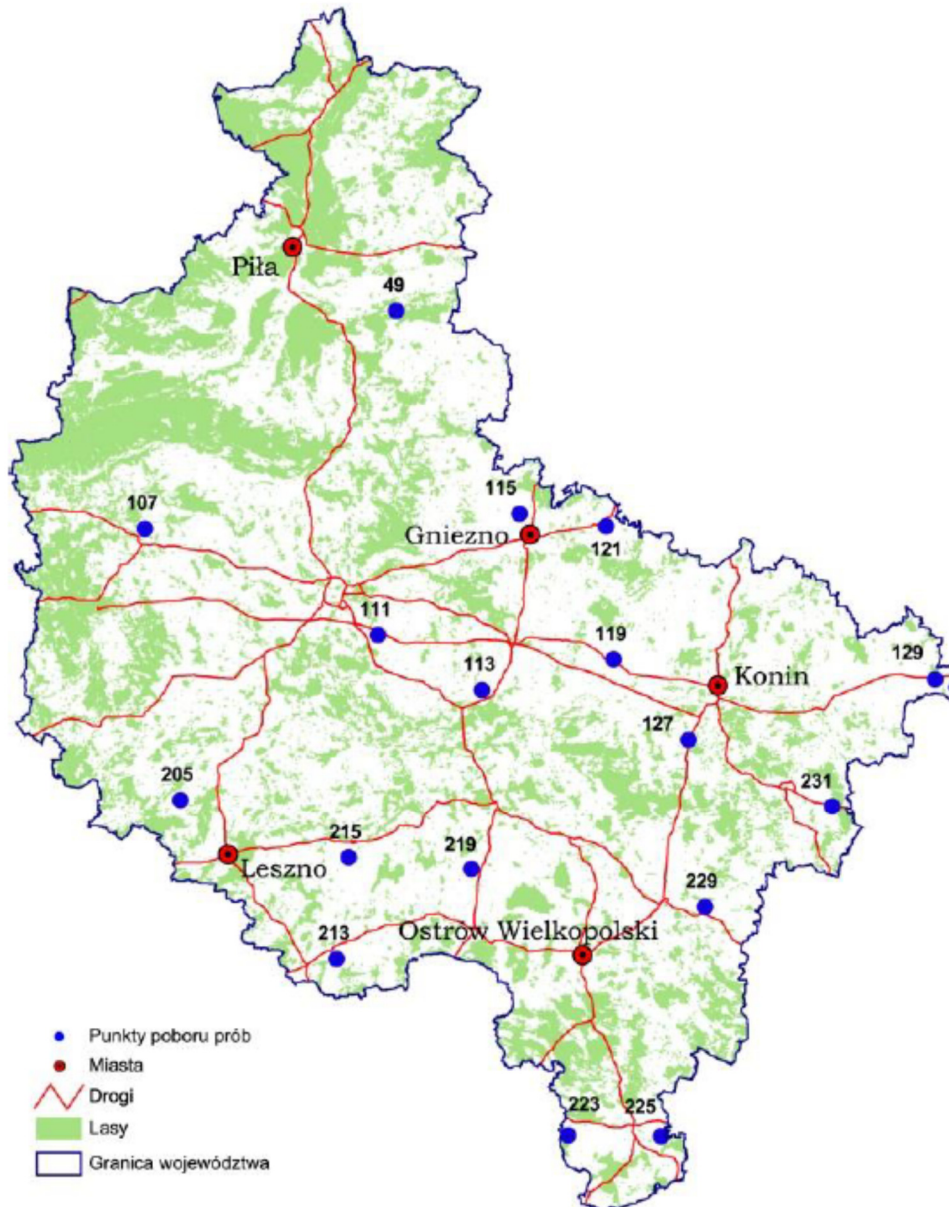 Piła
49
107
115
Gniezno
121
111
119
113
129
Konin
127
205
231
215
219
Leszno
229
Ostrów Wielkopolski
213
Punkty poboru prób
Miasta
Drogi
223
225
Lasy
Granica województwa